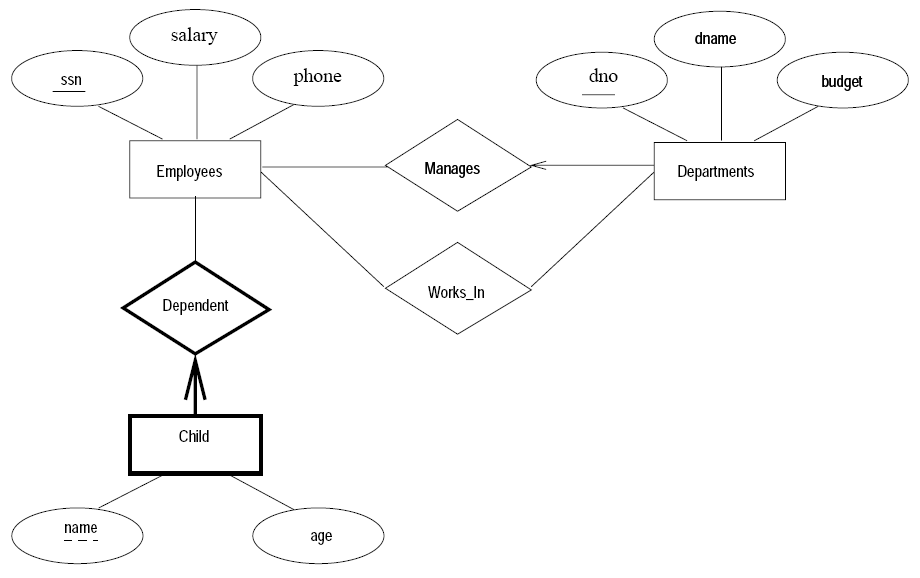 salary
ssn
phone
dname
dno
budget
Employees
Manages
Departments
Works_In
Dependent
Child
name
age